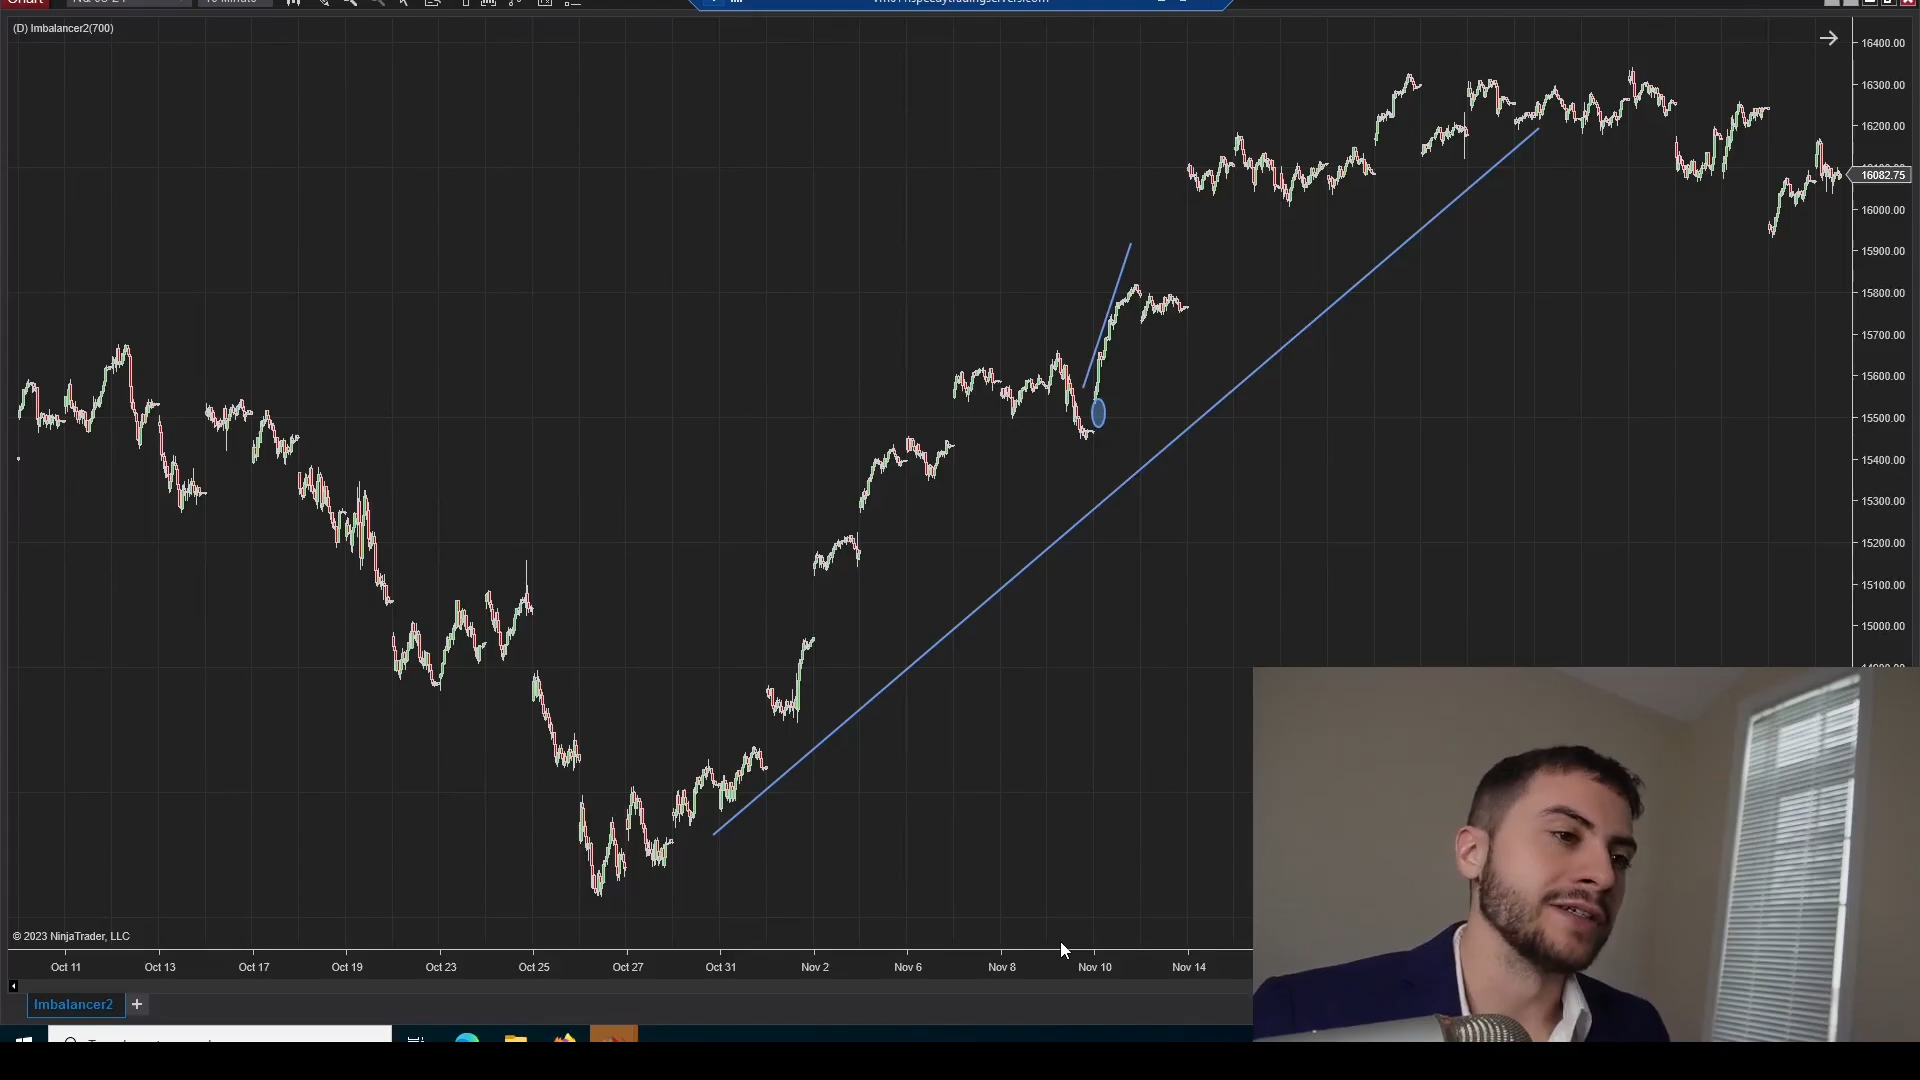 Chart
(D) Imbalancer2(700)
16400.00
16300.00
16200.00
16082.75
16000.00
15900.00
15800.00
15700.00
15600.00
15500.00
15400.00
15300.00
15200.00
15100.00
15000.00
© 2023 NinjaTrader, LLC
Oct 11
Oct 13
Oct 17
Oct 19
Oct 23
Oct 25
Oct 27
Oct 31
Nov 2
Nov 6
Nov 8
Nov 10
Nov 14
Imbalancer2